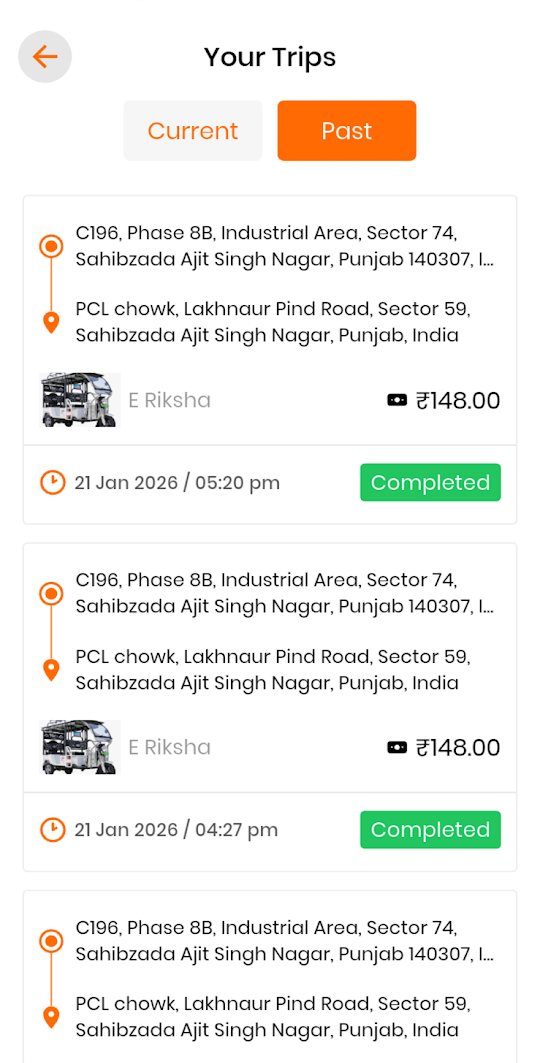 Your Trips
Current
Past
C196, Phase 8B, Industrial Area, Sector 74,
Sahibzada Ajit Singh Nagar, Punjab 140307, I...
PCL chowk, Lakhnaur Pind Road, Sector 59,
Sahibzada Ajit Singh Nagar, Punjab, India
E Riksha
₹148.00
21 Jan 2026 / 05:20 pm
Completed
C196, Phase 8B, Industrial Area, Sector 74,
Sahibzada Ajit Singh Nagar, Punjab 140307, I...
PCL chowk, Lakhnaur Pind Road, Sector 59,
Sahibzada Ajit Singh Nagar, Punjab, India
E Riksha
₹148.00
21 Jan 2026 / 04:27 pm
Completed
C196, Phase 8B, Industrial Area, Sector 74,
Sahibzada Ajit Singh Nagar, Punjab 140307, I...
PCL chowk, Lakhnaur Pind Road, Sector 59,
Sahibzada Ajit Singh Nagar, Punjab, India